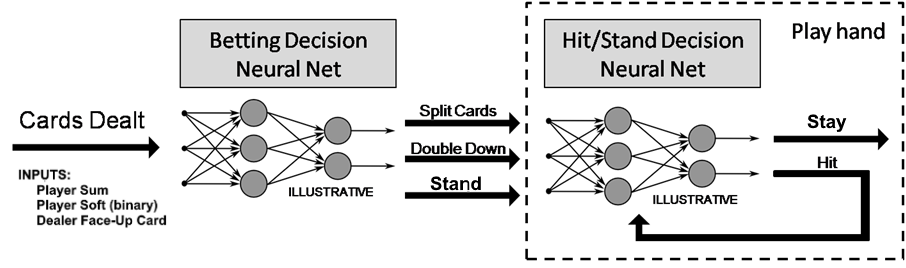 Betting Decision
Neural Net
Hit/Stand Decision
Neural Net
Play hand
Cards Dealt
INPUTS:
Player Sum
Player Soft (binary)
Dealer Face-Up Card
ILLUSTRATIVE
Split Cards
Double Down
Stand
ILLUSTRATIVE
Stay
Hit